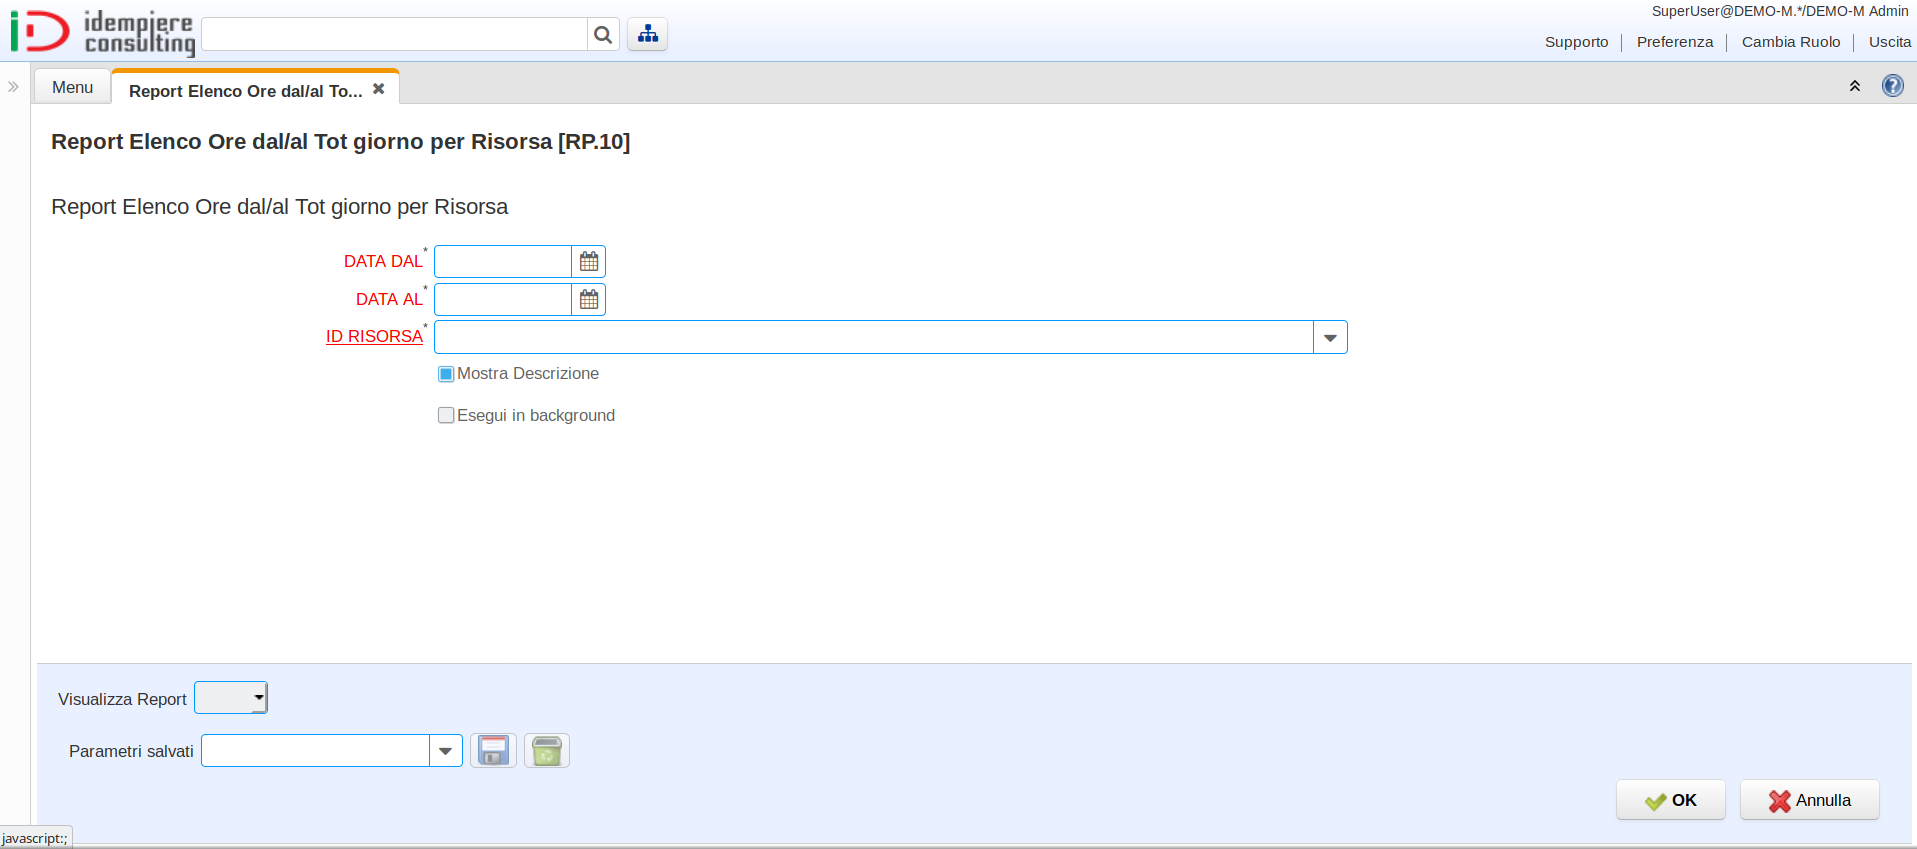 idempiere
consulting
SuperUser@DEMO-M.*/DEMO-M Admin
Supporto
Preferenza
Cambia Ruolo
Uscita
Menu
Report Elenco Ore dal/al To...
Report Elenco Ore dal/al Tot giorno per Risorsa [RP.10]
Report Elenco Ore dal/al Tot giorno per Risorsa
DATA DAL*
DATA AL*
ID RISORSA*
Mostra Descrizione
Esegui in background
Visualizza Report
Parametri salvati
OK
Annulla
javascript:;